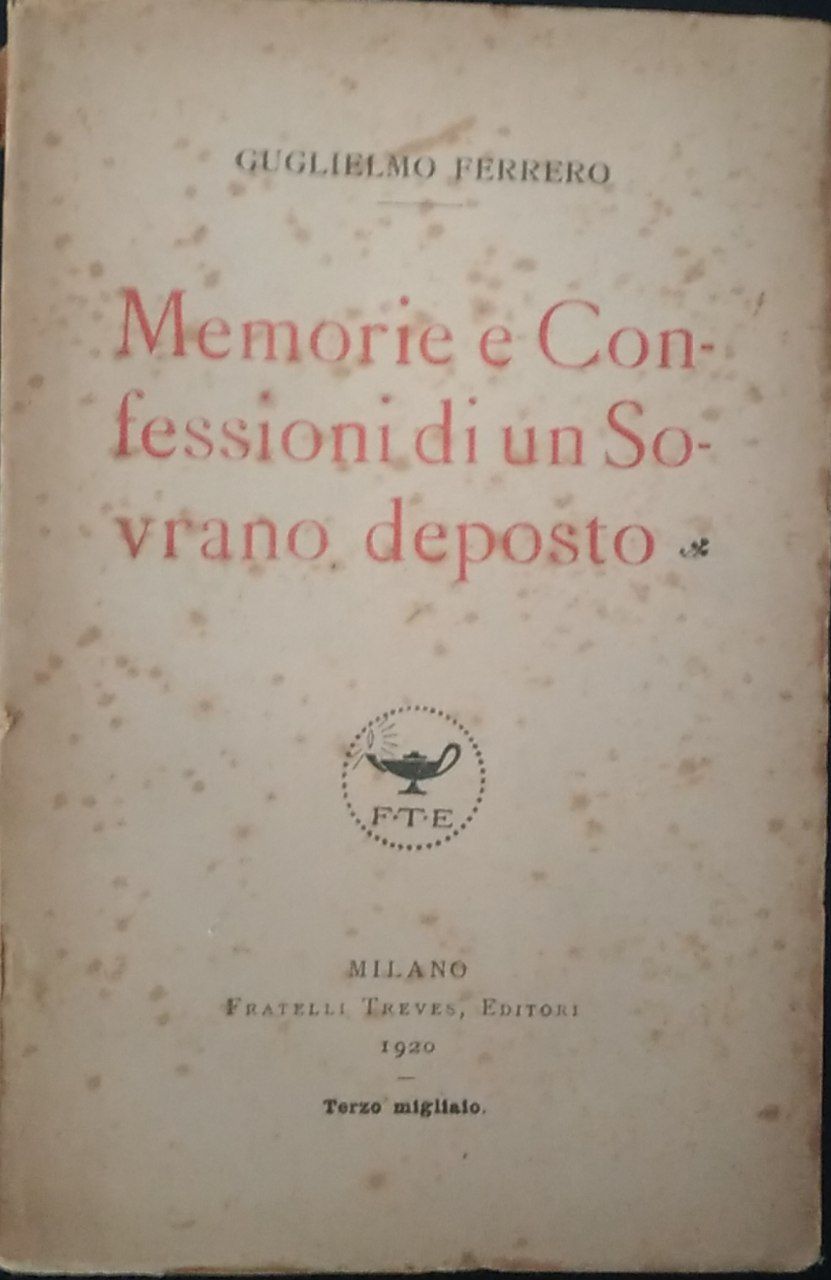 GUGLIELMO FERRERO
Memorie e Con-
fessioni di un So-
vrano deposto
F·T·E
MILANO
FRATELLI TREVES, EDITORI
1920
Terzo migliaio.